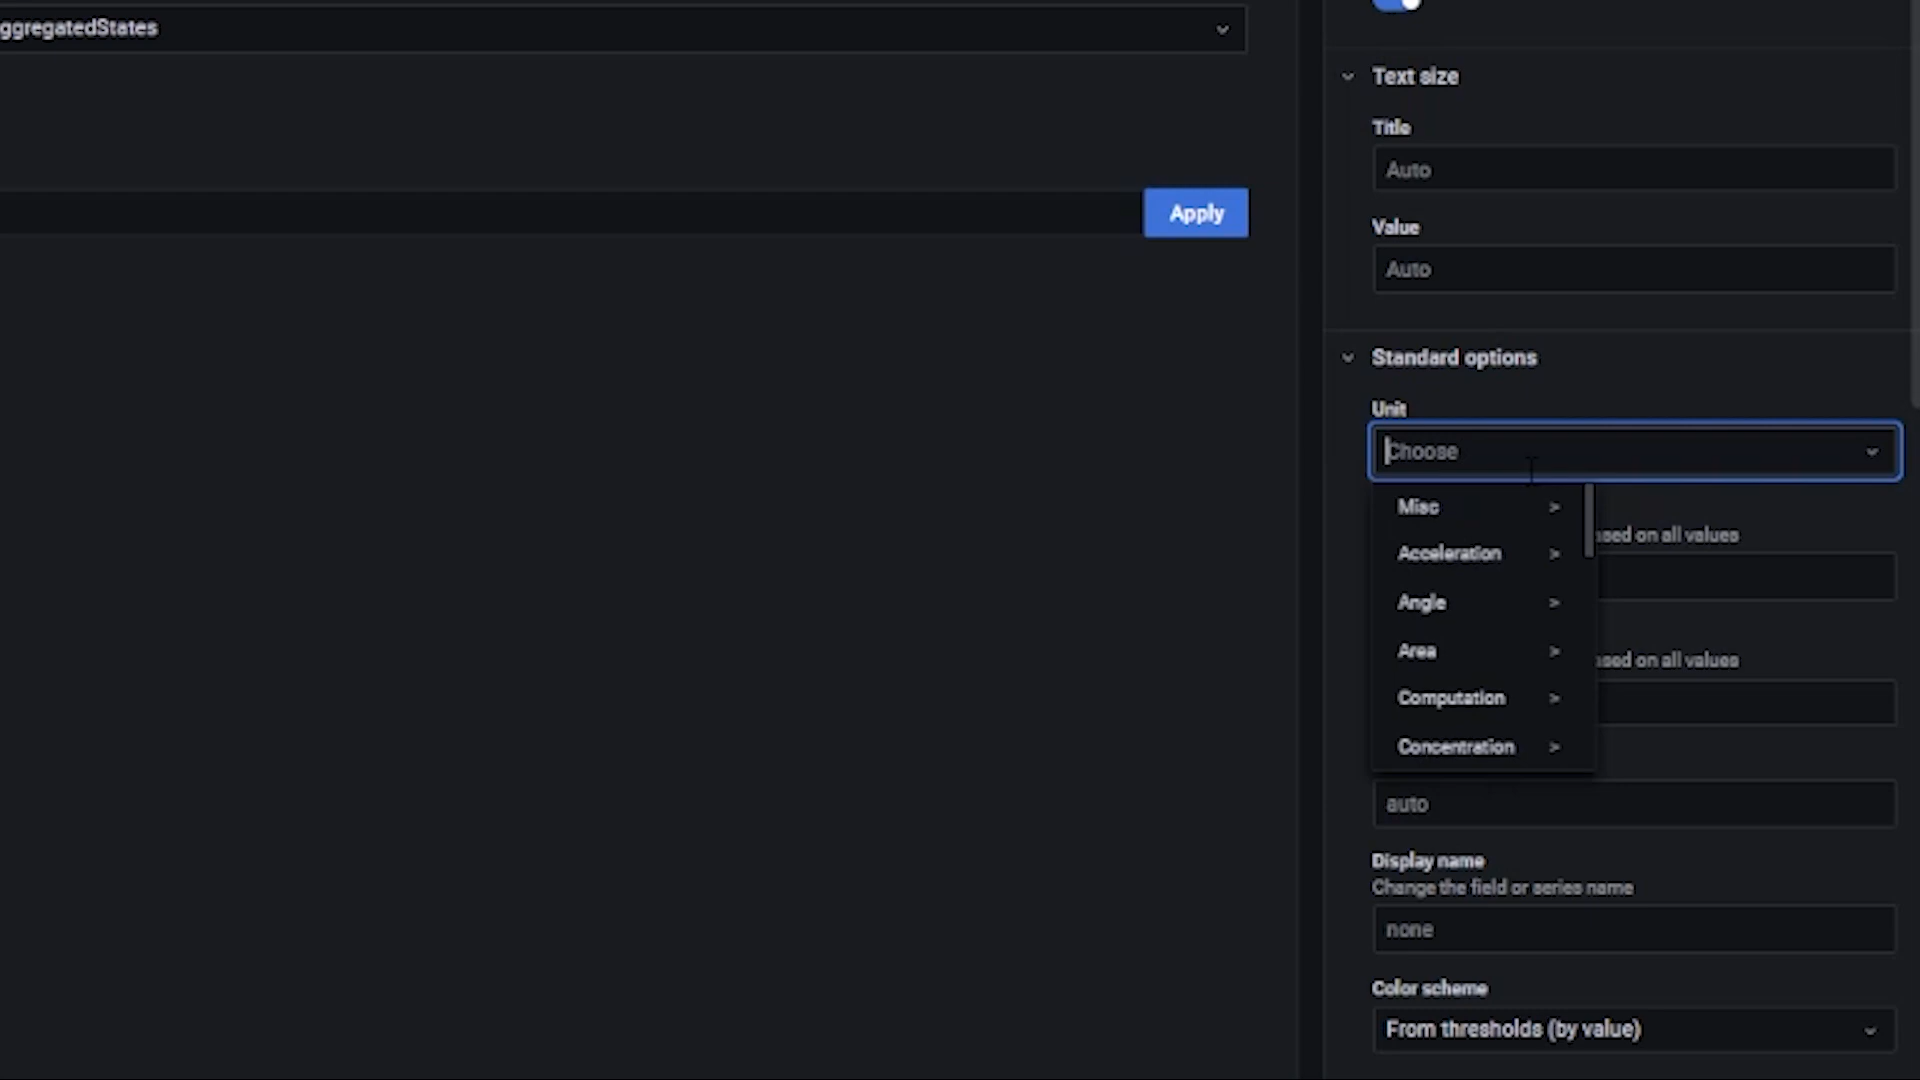 ggregatedStates
Apply
Text size
Title
Auto
Value
Auto
Standard options
Unit
Choose
Misc >
Acceleration >
Angle >
Area >
Computation >
Concentration >
ased on all values
ased on all values
auto
Display name
Change the field or series name
none
Color scheme
From thresholds (by value)